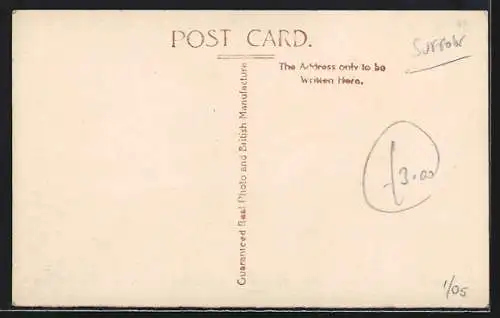 POST CARD.
The Address only to be
Written Here.
Guaranteed Real Photo and British Manufacture
£3.00
1/05